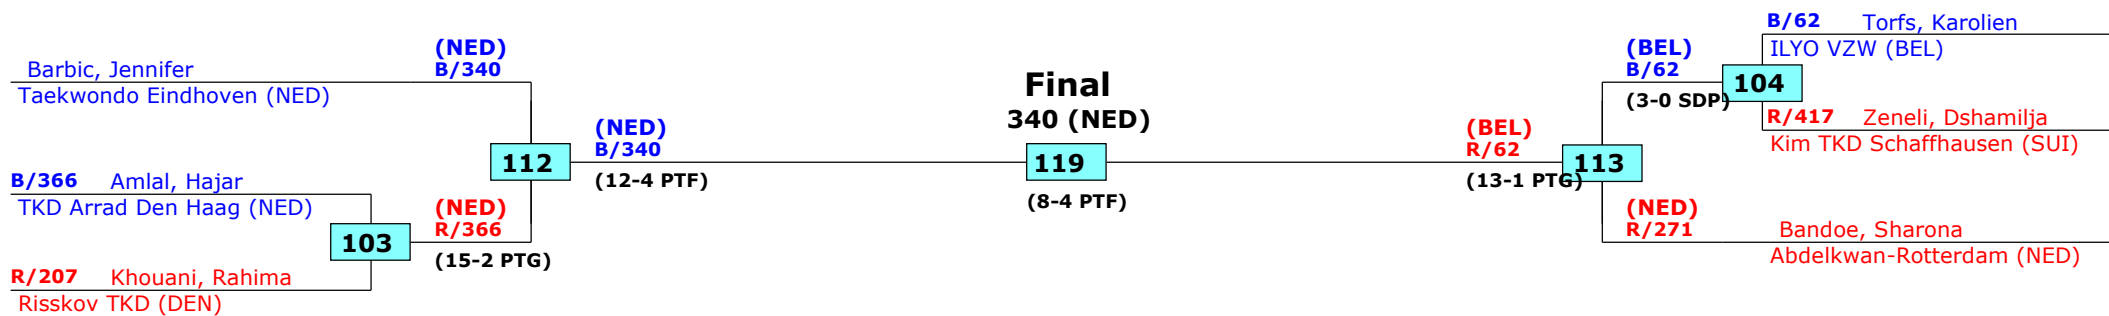 (NED)
B/340
Barbic, Jennifer
Taekwondo Eindhoven (NED)
112
(NED)
B/340
(12-4 PTF)
B/366 Amlal, Hajar
TKD Arrad Den Haag (NED)
103
(NED)
R/366
(15-2 PTG)
R/207 Khouani, Rahima
Risskov TKD (DEN)
Final
340 (NED)
119
(8-4 PTF)
(BEL)
R/62
(13-1 PTG)
113
(BEL)
B/62
(3-0 SDP)
104
B/62 Torfs, Karolien
ILYO VZW (BEL)
R/417 Zeneli, Dshamilja
Kim TKD Schaffhausen (SUI)
(NED)
R/271
Bandoe, Sharona
Abdelkwan-Rotterdam (NED)